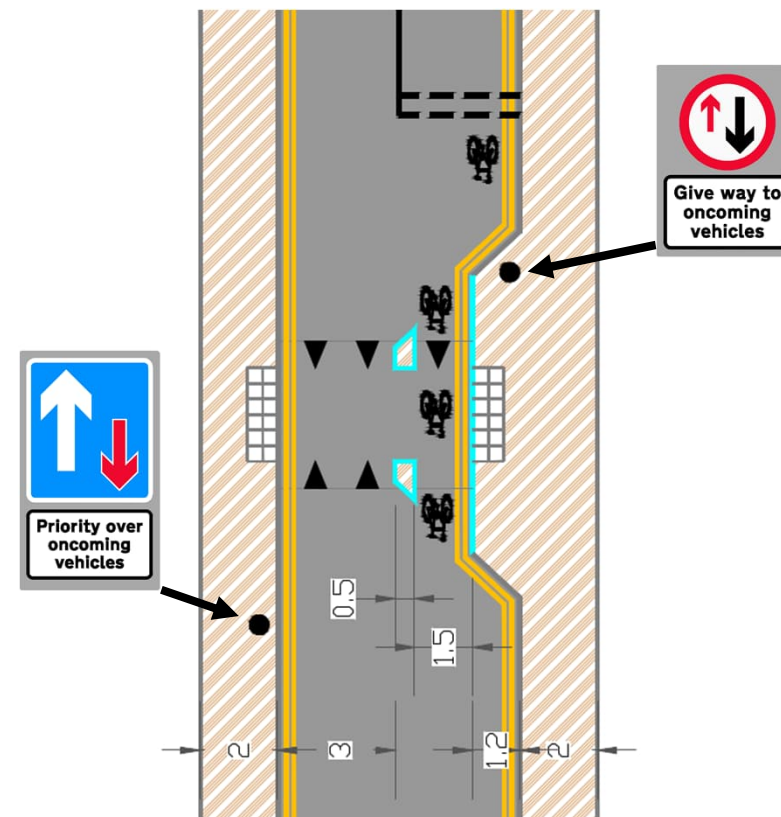 Give way to
oncoming
vehicles
Priority over
oncoming
vehicles
0.5
1.5
2
3
1.2
2